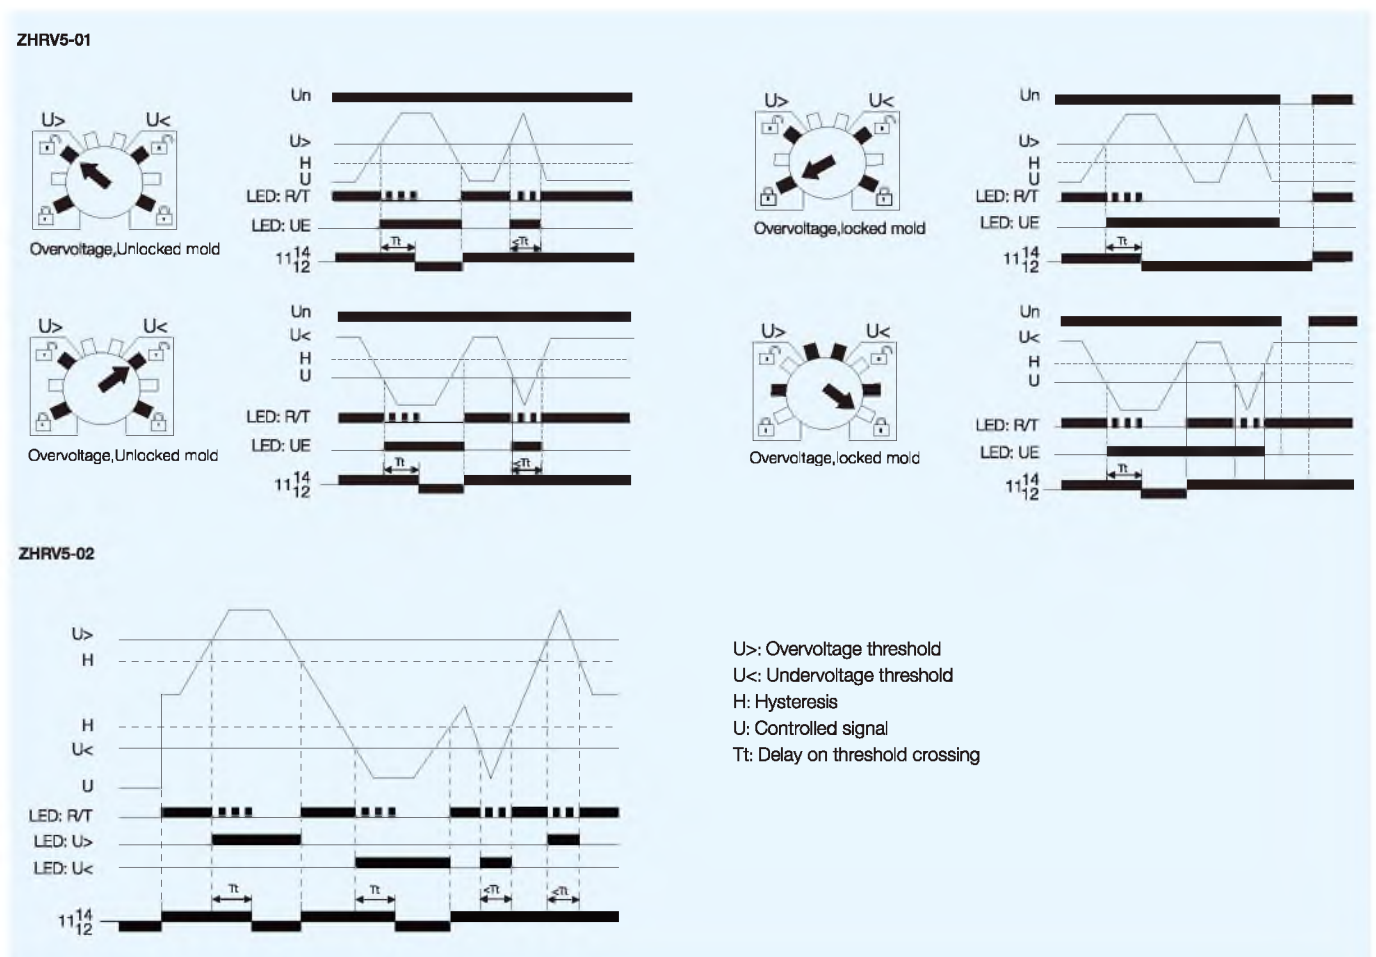 ZHRV5-01
U> U<
Overvoltage,Unlocked mold
Un
U>
H
U
LED: R/T
LED: UE
Tt <Tt
11 14
12
U> U<
Overvoltage,locked mold
Un
U>
H
U
LED: R/T
LED: UE
Tt
11 14
12
U> U<
Overvoltage,Unlocked mold
Un
U<
H
U
LED: R/T
LED: UE
Tt <Tt
11 14
12
U> U<
Overvoltage,locked mold
Un
U<
H
U
LED: R/T
LED: UE
Tt
11 14
12
ZHRV5-02
U>
H
H
U<
U
LED: R/T
LED: U>
LED: U<
Tt Tt <Tt <Tt
11 14
12
U>: Overvoltage threshold
U<: Undervoltage threshold
H: Hysteresis
U: Controlled signal
Tt: Delay on threshold crossing